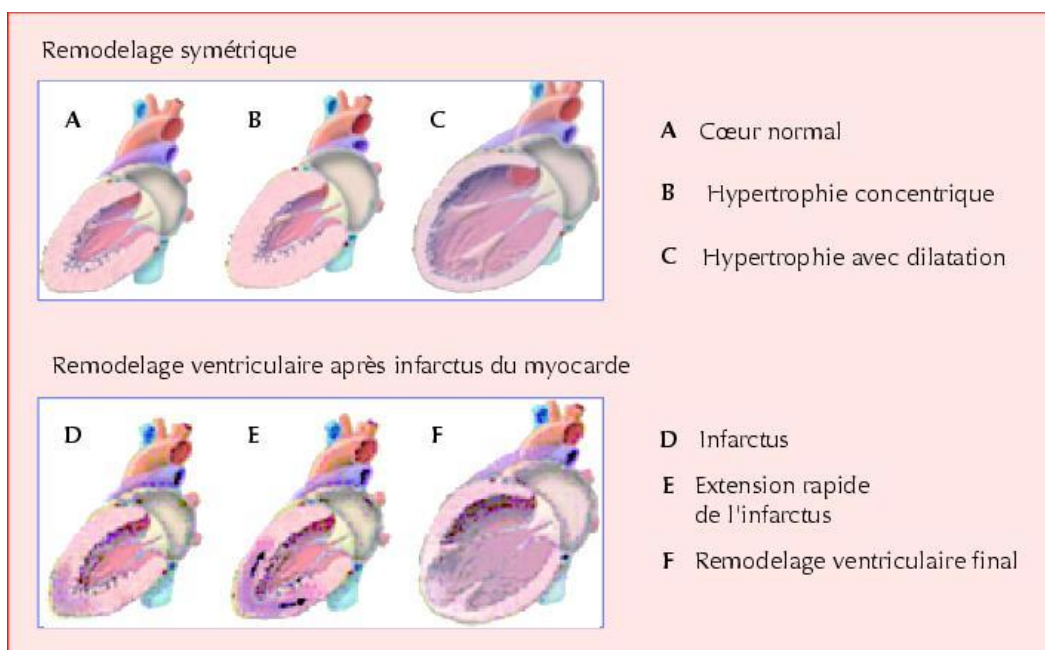 Remodelage symétrique
A B C
A Cœur normal
B Hypertrophie concentrique
C Hypertrophie avec dilatation
Remodelage ventriculaire après infarctus du myocarde
D E F
D Infarctus
E Extension rapide
de l'infarctus
F Remodelage ventriculaire final